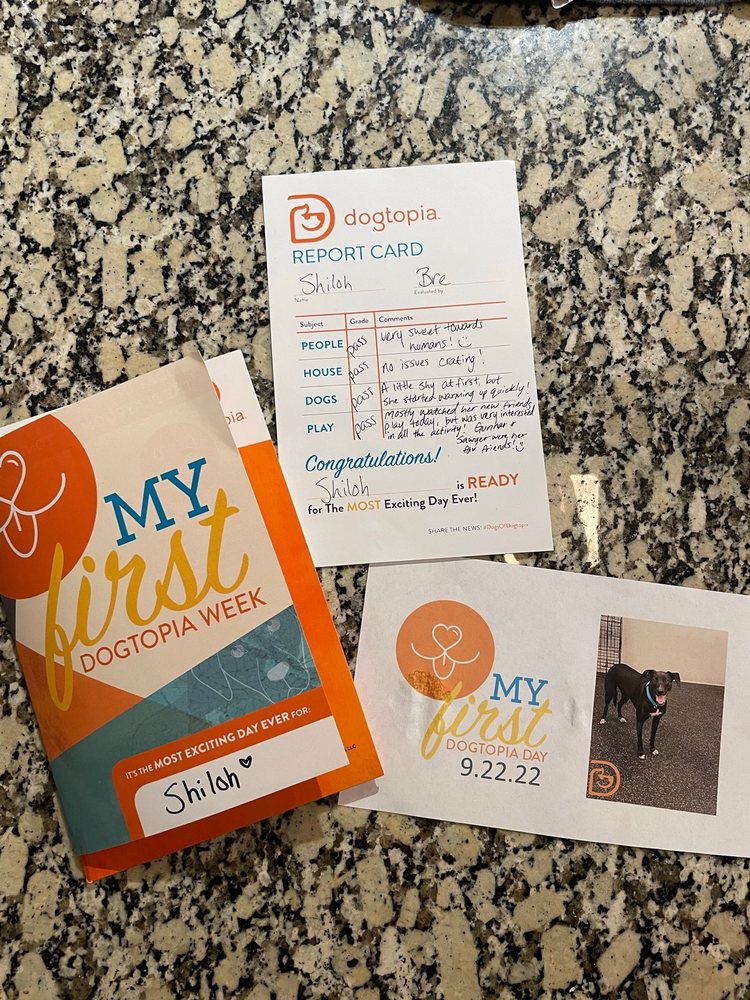 dogtopia
REPORT CARD
Shiloh Bre
Name Evaluated by
Subject Grade Comments
PEOPLE pass very sweet towards
humans!
HOUSE pass no issues crating!
DOGS pass A little shy at first, but
she started warming up quickly!
PLAY pass Mostly watched her new friends
play today, but was very interested
in all the activity! Gunnar &
Sawyer were her
fav friends!
Congratulations!
Shiloh is READY
for The MOST Exciting Day Ever!
SHARE THE NEWS! #DogsOfDogtopia
pia.
MY
first
DOGTOPIA WEEK
IT'S THE MOST EXCITING DAY EVER FOR:
Shiloh
LLC
MY
first
DOGTOPIA DAY
9.22.22